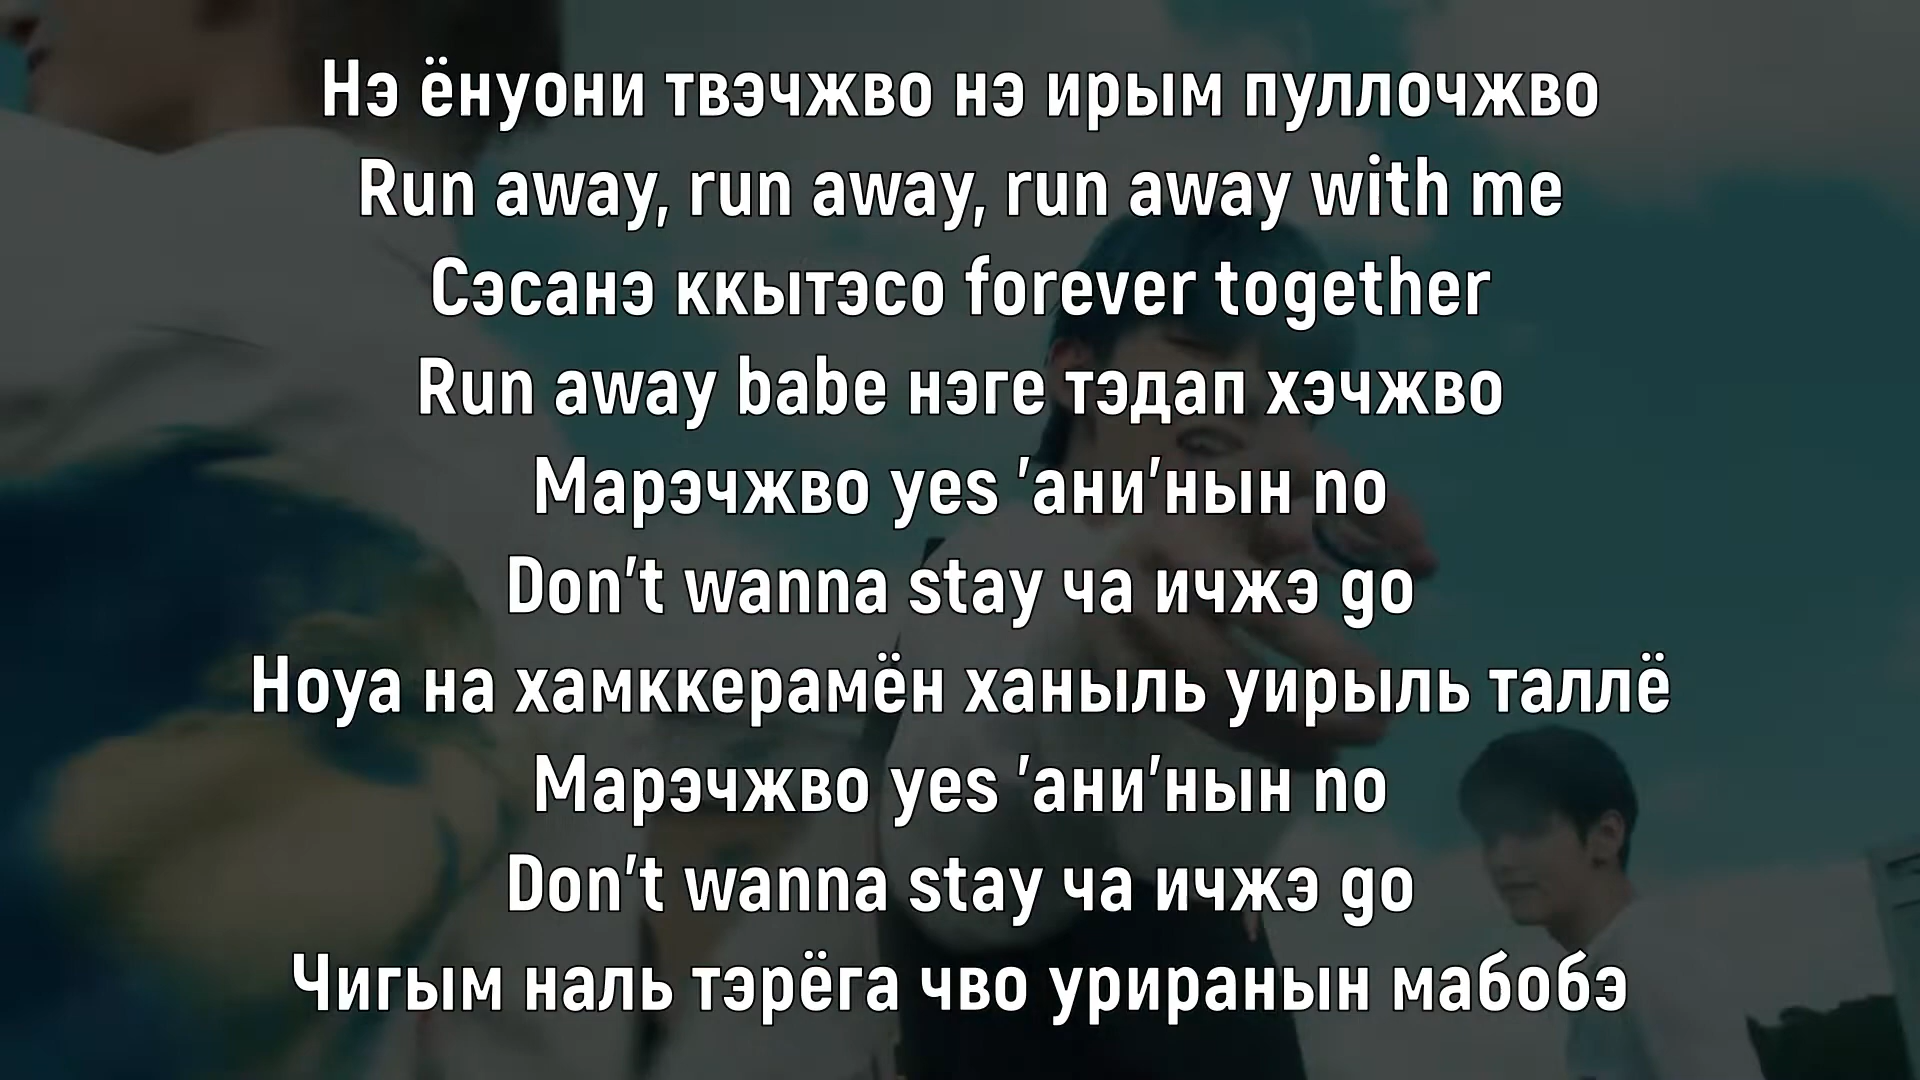 Нэ ёнуони твэчжво нэ ирым пуллочжво
Run away, run away, run away with me
Сэсанэ ккытэсо forever together
Run away babe нэге тэдап хэчжво
Марэчжво yes ’ани’нын no
Don’t wanna stay ча ичжэ go
Ноуа на хамккерамён ханыль уирыль таллё
Марэчжво yes ’ани’нын no
Don’t wanna stay ча ичжэ go
Чигым наль тэрёга чво урирaнын мабобэ